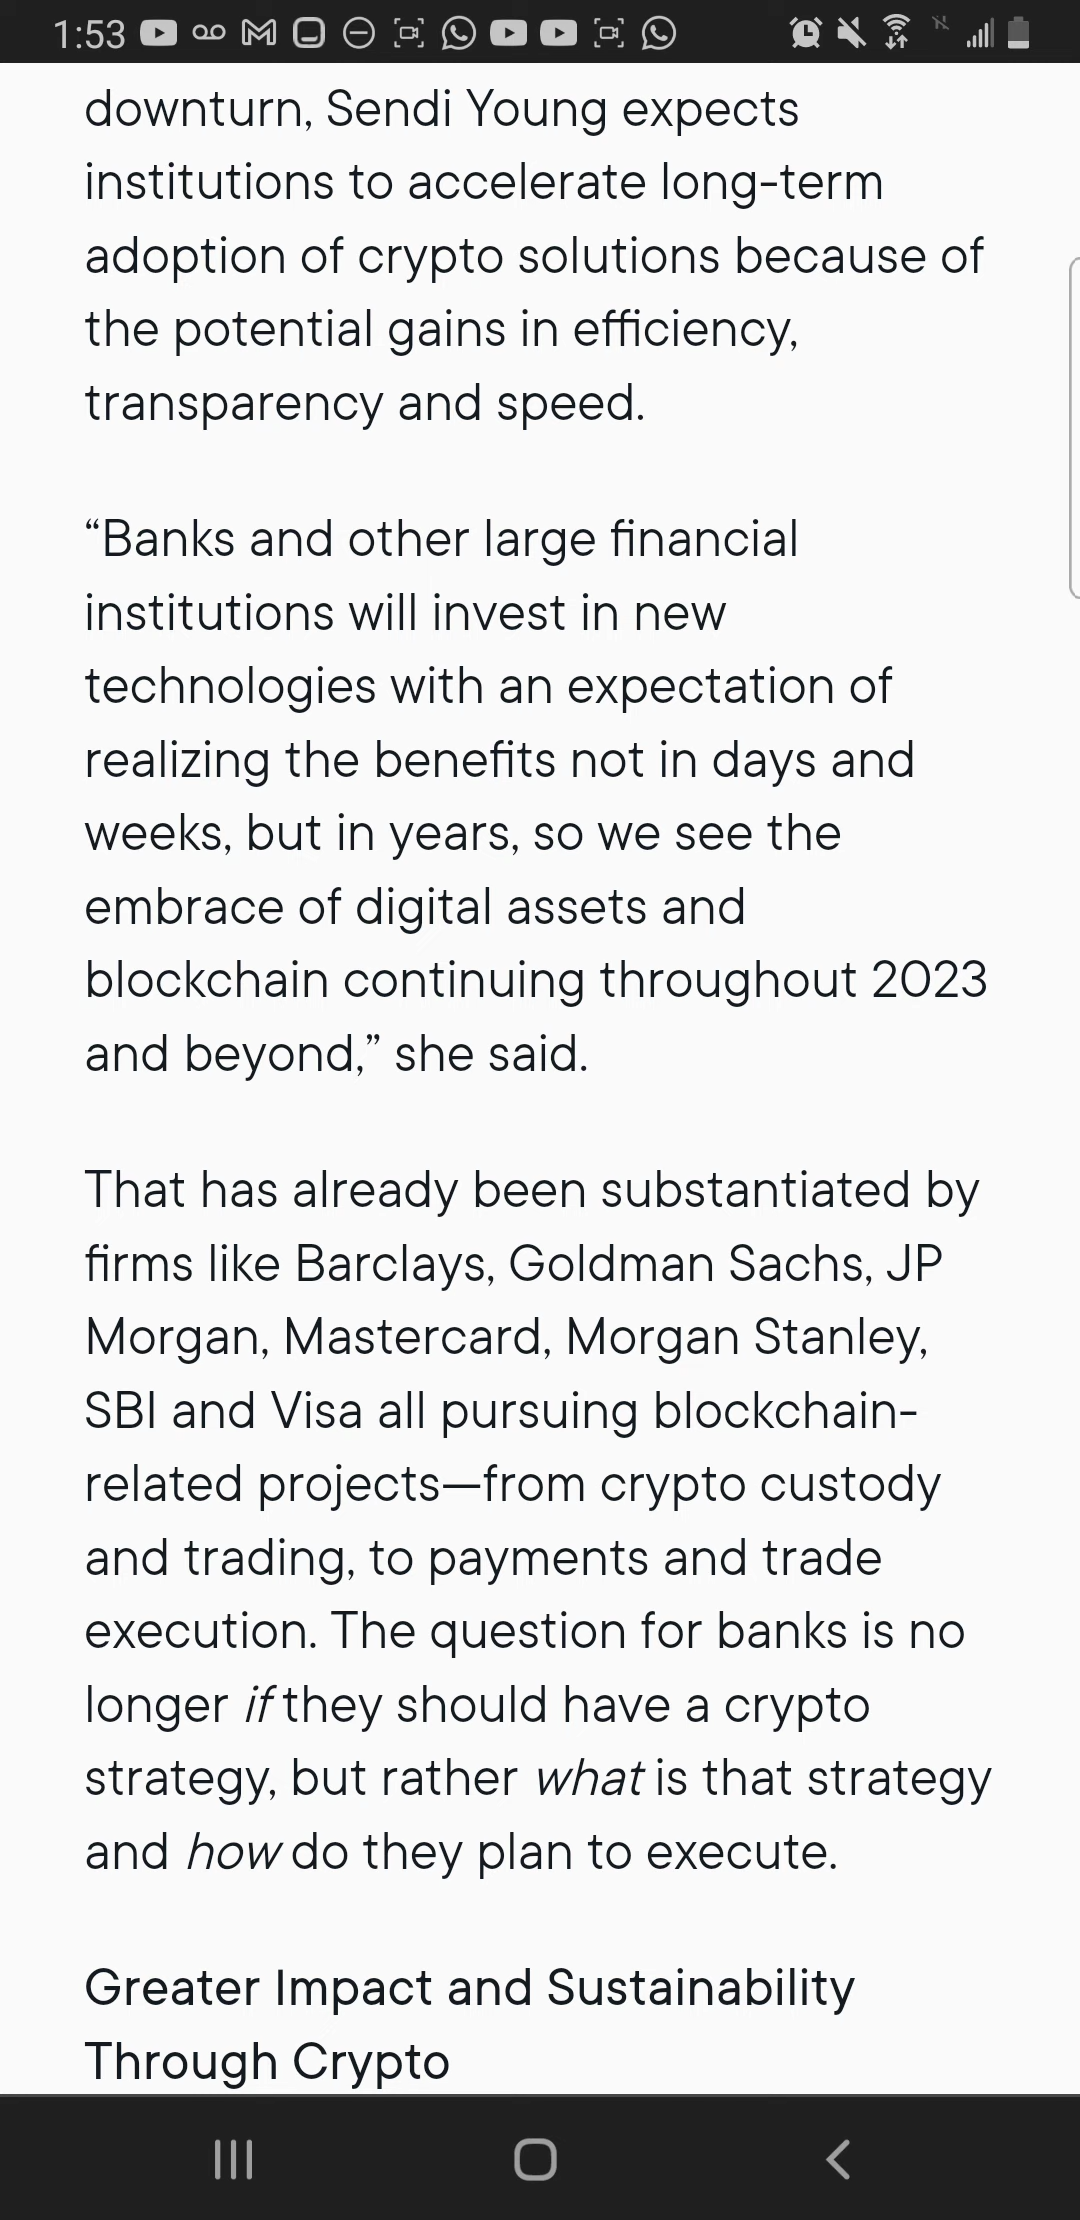 1:53
downturn, Sendi Young expects
institutions to accelerate long-term
adoption of crypto solutions because of
the potential gains in efficiency,
transparency and speed.
“Banks and other large financial
institutions will invest in new
technologies with an expectation of
realizing the benefits not in days and
weeks, but in years, so we see the
embrace of digital assets and
blockchain continuing throughout 2023
and beyond,” she said.
That has already been substantiated by
firms like Barclays, Goldman Sachs, JP
Morgan, Mastercard, Morgan Stanley,
SBI and Visa all pursuing blockchain-
related projects—from crypto custody
and trading, to payments and trade
execution. The question for banks is no
longer if they should have a crypto
strategy, but rather what is that strategy
and how do they plan to execute.
Greater Impact and Sustainability
Through Crypto